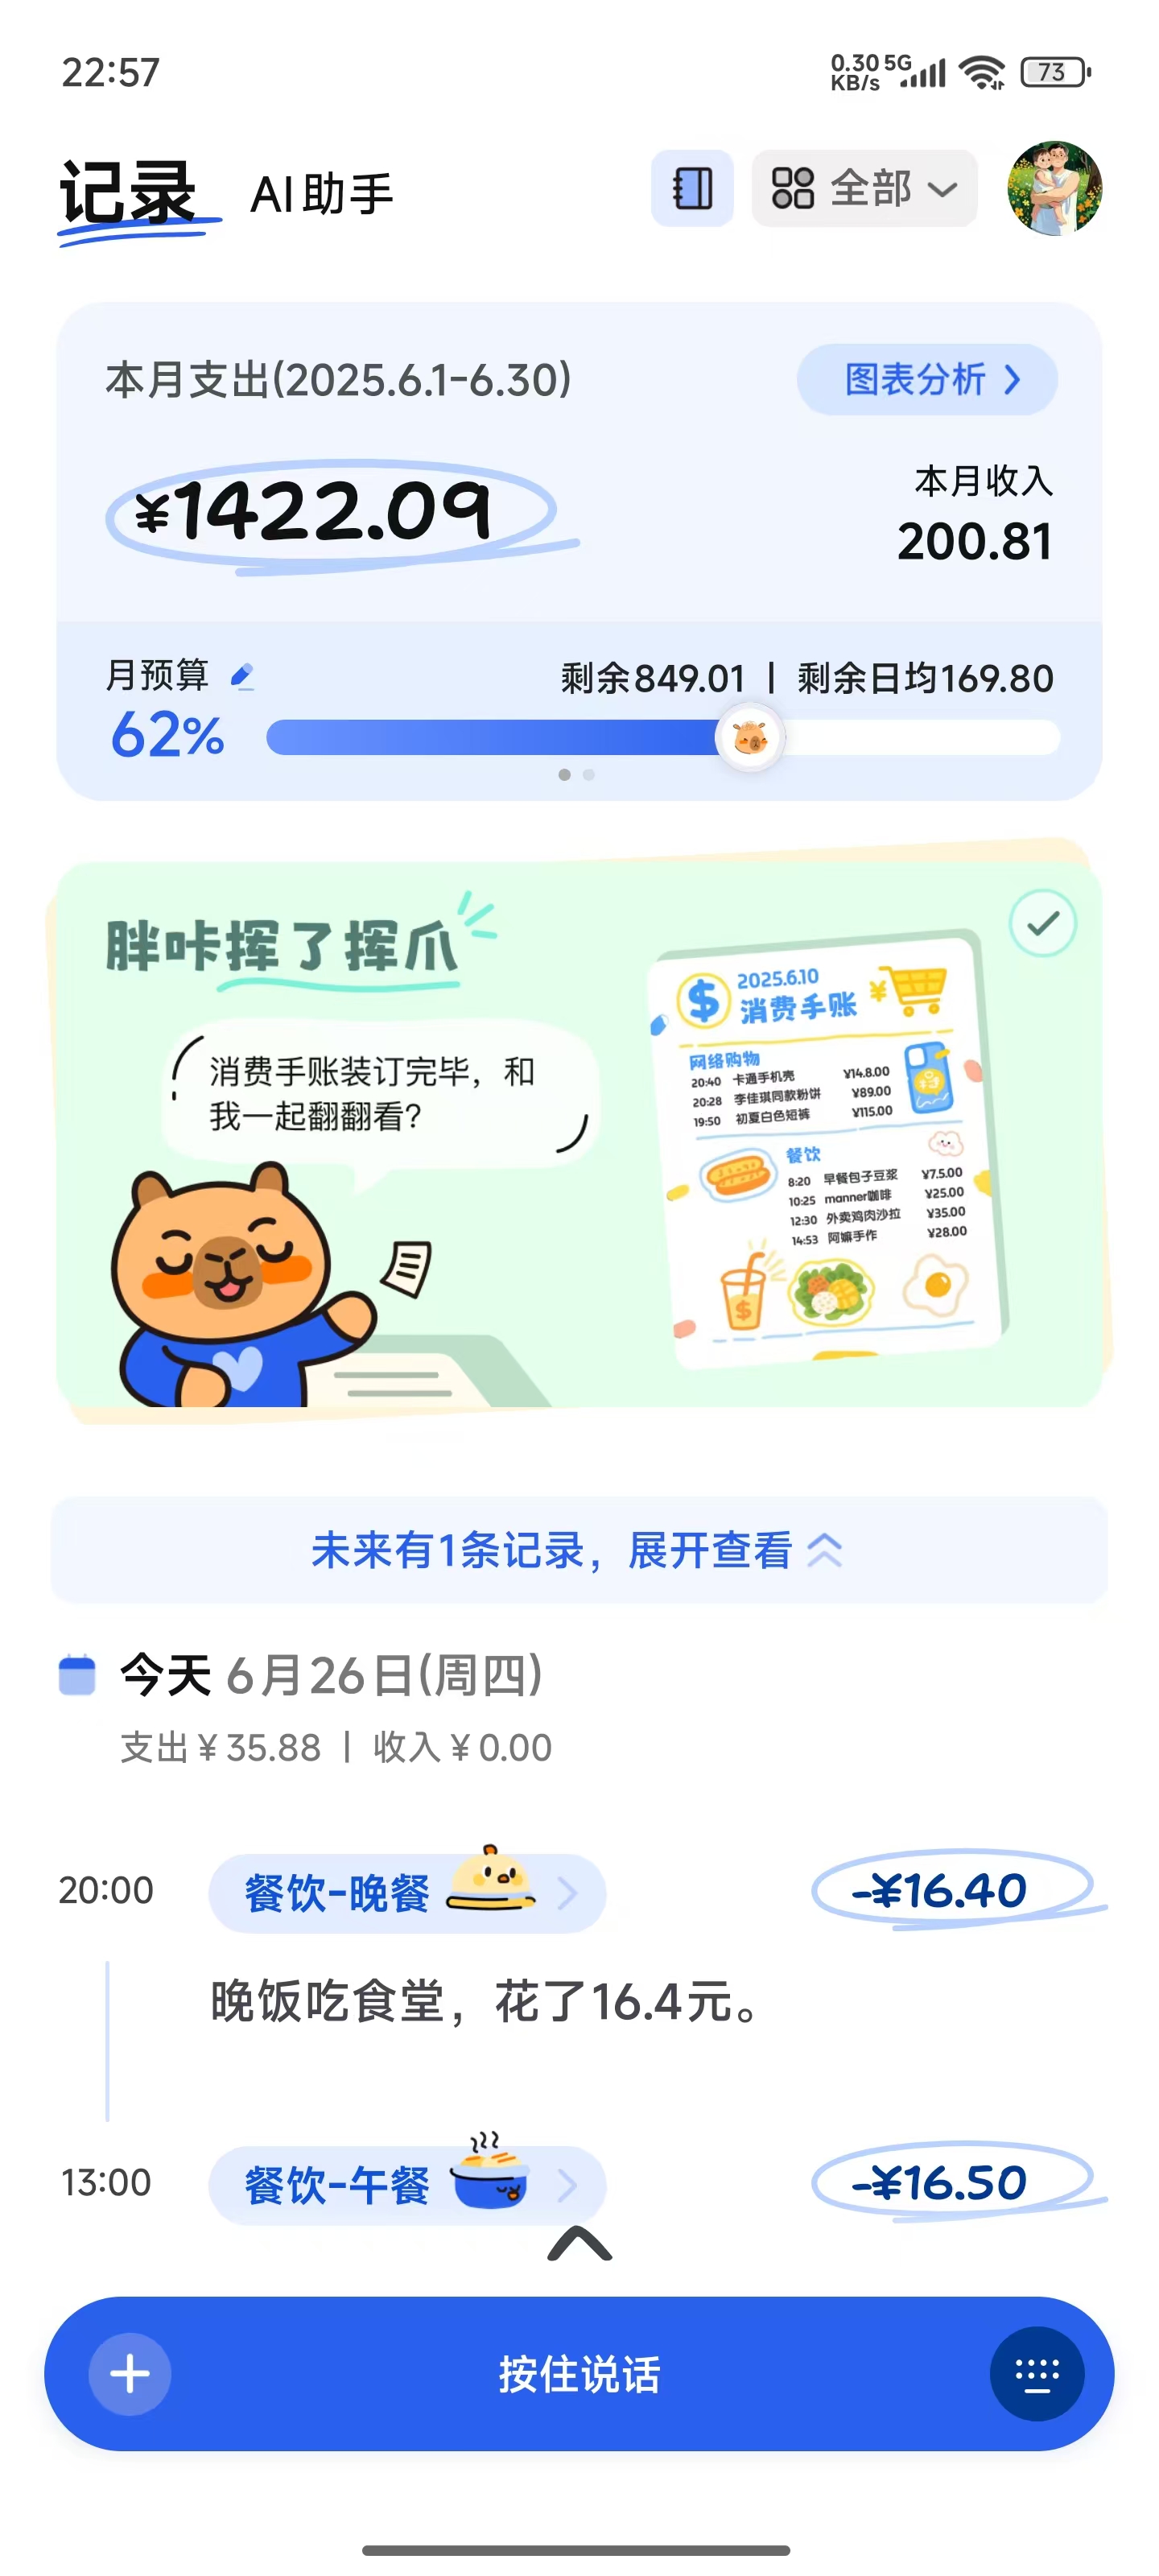 22:57
0.30 KB/s 5G 73
记录 AI助手 全部
本月支出(2025.6.1-6.30) 图表分析
¥1422.09
本月收入
200.81
月预算 剩余849.01 | 剩余日均169.80
62%
胖咔挥了挥爪
消费手账装订完毕，和
我一起翻翻看？
2025.6.10
消费手账
网络购物
20:40 卡通手机壳 ¥14.8.00
20:28 李佳琪同款粉饼 ¥89.00
19:50 初夏白色短裤 ¥115.00
餐饮
8:20 早餐包子豆浆 ¥7.5.00
10:25 manner咖啡 ¥25.00
12:30 外卖鸡肉沙拉 ¥35.00
14:53 阿嫲手作 ¥28.00
未来有1条记录，展开查看
今天 6月26日(周四)
支出¥35.88 | 收入¥0.00
20:00 餐饮-晚餐 -¥16.40
晚饭吃食堂，花了16.4元。
13:00 餐饮-午餐 -¥16.50
按住说话